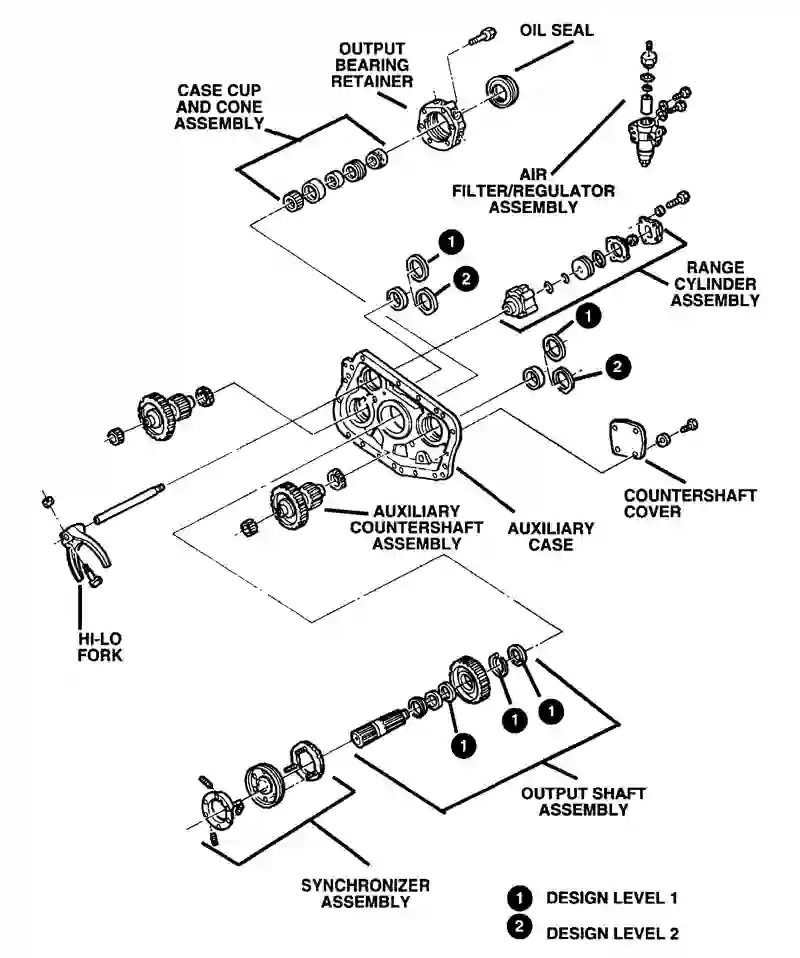 OIL SEAL
OUTPUT
BEARING
RETAINER
CASE CUP
AND CONE
ASSEMBLY
AIR
FILTER/REGULATOR
ASSEMBLY
1
2
RANGE
CYLINDER
ASSEMBLY
1
2
COUNTERSHAFT
COVER
AUXILIARY
COUNTERSHAFT
ASSEMBLY
AUXILIARY
CASE
HI-LO
FORK
1
1
1
OUTPUT SHAFT
ASSEMBLY
SYNCHRONIZER
ASSEMBLY
1 DESIGN LEVEL 1
2 DESIGN LEVEL 2